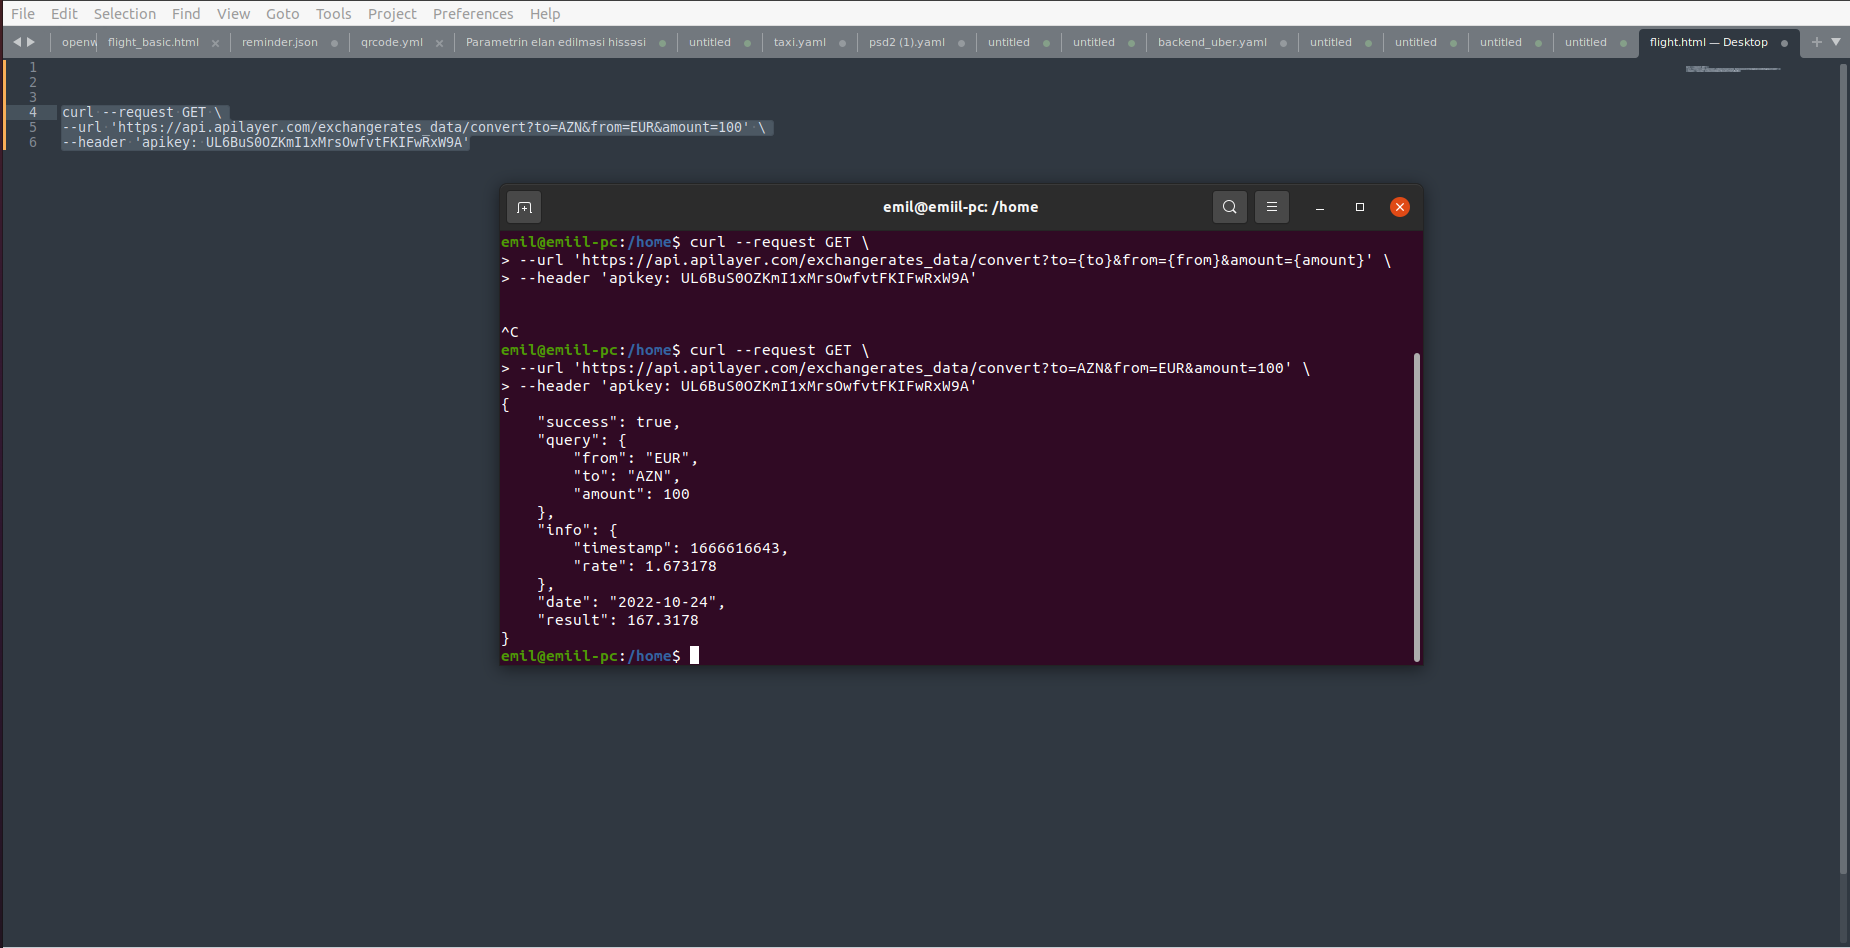 File Edit Selection Find View Goto Tools Project Preferences Help
flight_basic.html reminder.json qrcode.yml Parametrin elan edilməsi hissəsi untitled taxi.yaml psd2 (1).yaml untitled untitled backend_uber.yaml untitled untitled untitled untitled flight.html — Desktop
1
2
3
4 curl --request GET \
5 --url 'https://api.apilayer.com/exchangerates_data/convert?to=AZN&from=EUR&amount=100' \
6 --header 'apikey: UL6BuS0OZKmI1xMrsOwfvtFKIFwRxW9A'
emil@emiil-pc: /home
emil@emiil-pc:/home$ curl --request GET \
> --url 'https://api.apilayer.com/exchangerates_data/convert?to={to}&from={from}&amount={amount}' \
> --header 'apikey: UL6BuS0OZKmI1xMrsOwfvtFKIFwRxW9A'
^C
emil@emiil-pc:/home$ curl --request GET \
> --url 'https://api.apilayer.com/exchangerates_data/convert?to=AZN&from=EUR&amount=100' \
> --header 'apikey: UL6BuS0OZKmI1xMrsOwfvtFKIFwRxW9A'
{
"success": true,
"query": {
"from": "EUR",
"to": "AZN",
"amount": 100
},
"info": {
"timestamp": 1666616643,
"rate": 1.673178
},
"date": "2022-10-24",
"result": 167.3178
}
emil@emiil-pc:/home$